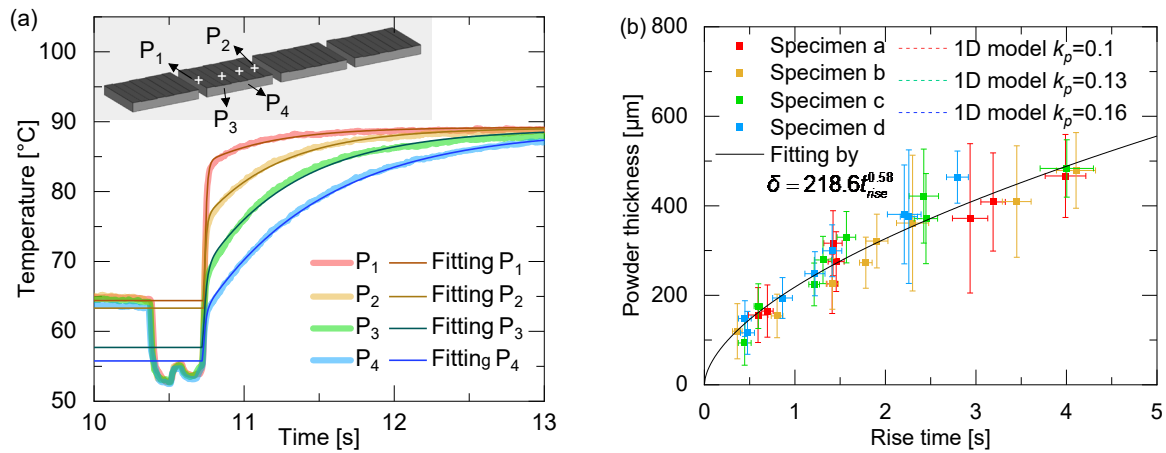 (a)
100
90
80
70
60
50
Temperature [°C]
10
11
12
13
Time [s]
P₁
P₂
P₃
P₄
P₁ Fitting P₁
P₂ Fitting P₂
P₃ Fitting P₃
P₄ Fitting P₄
(b)
800
600
400
200
0
Powder thickness [μm]
0
1
2
3
4
5
Rise time [s]
Specimen a
Specimen b
Specimen c
Specimen d
Fitting by
δ = 218.6t_rise^0.58
1D model kₚ=0.1
1D model kₚ=0.13
1D model kₚ=0.16